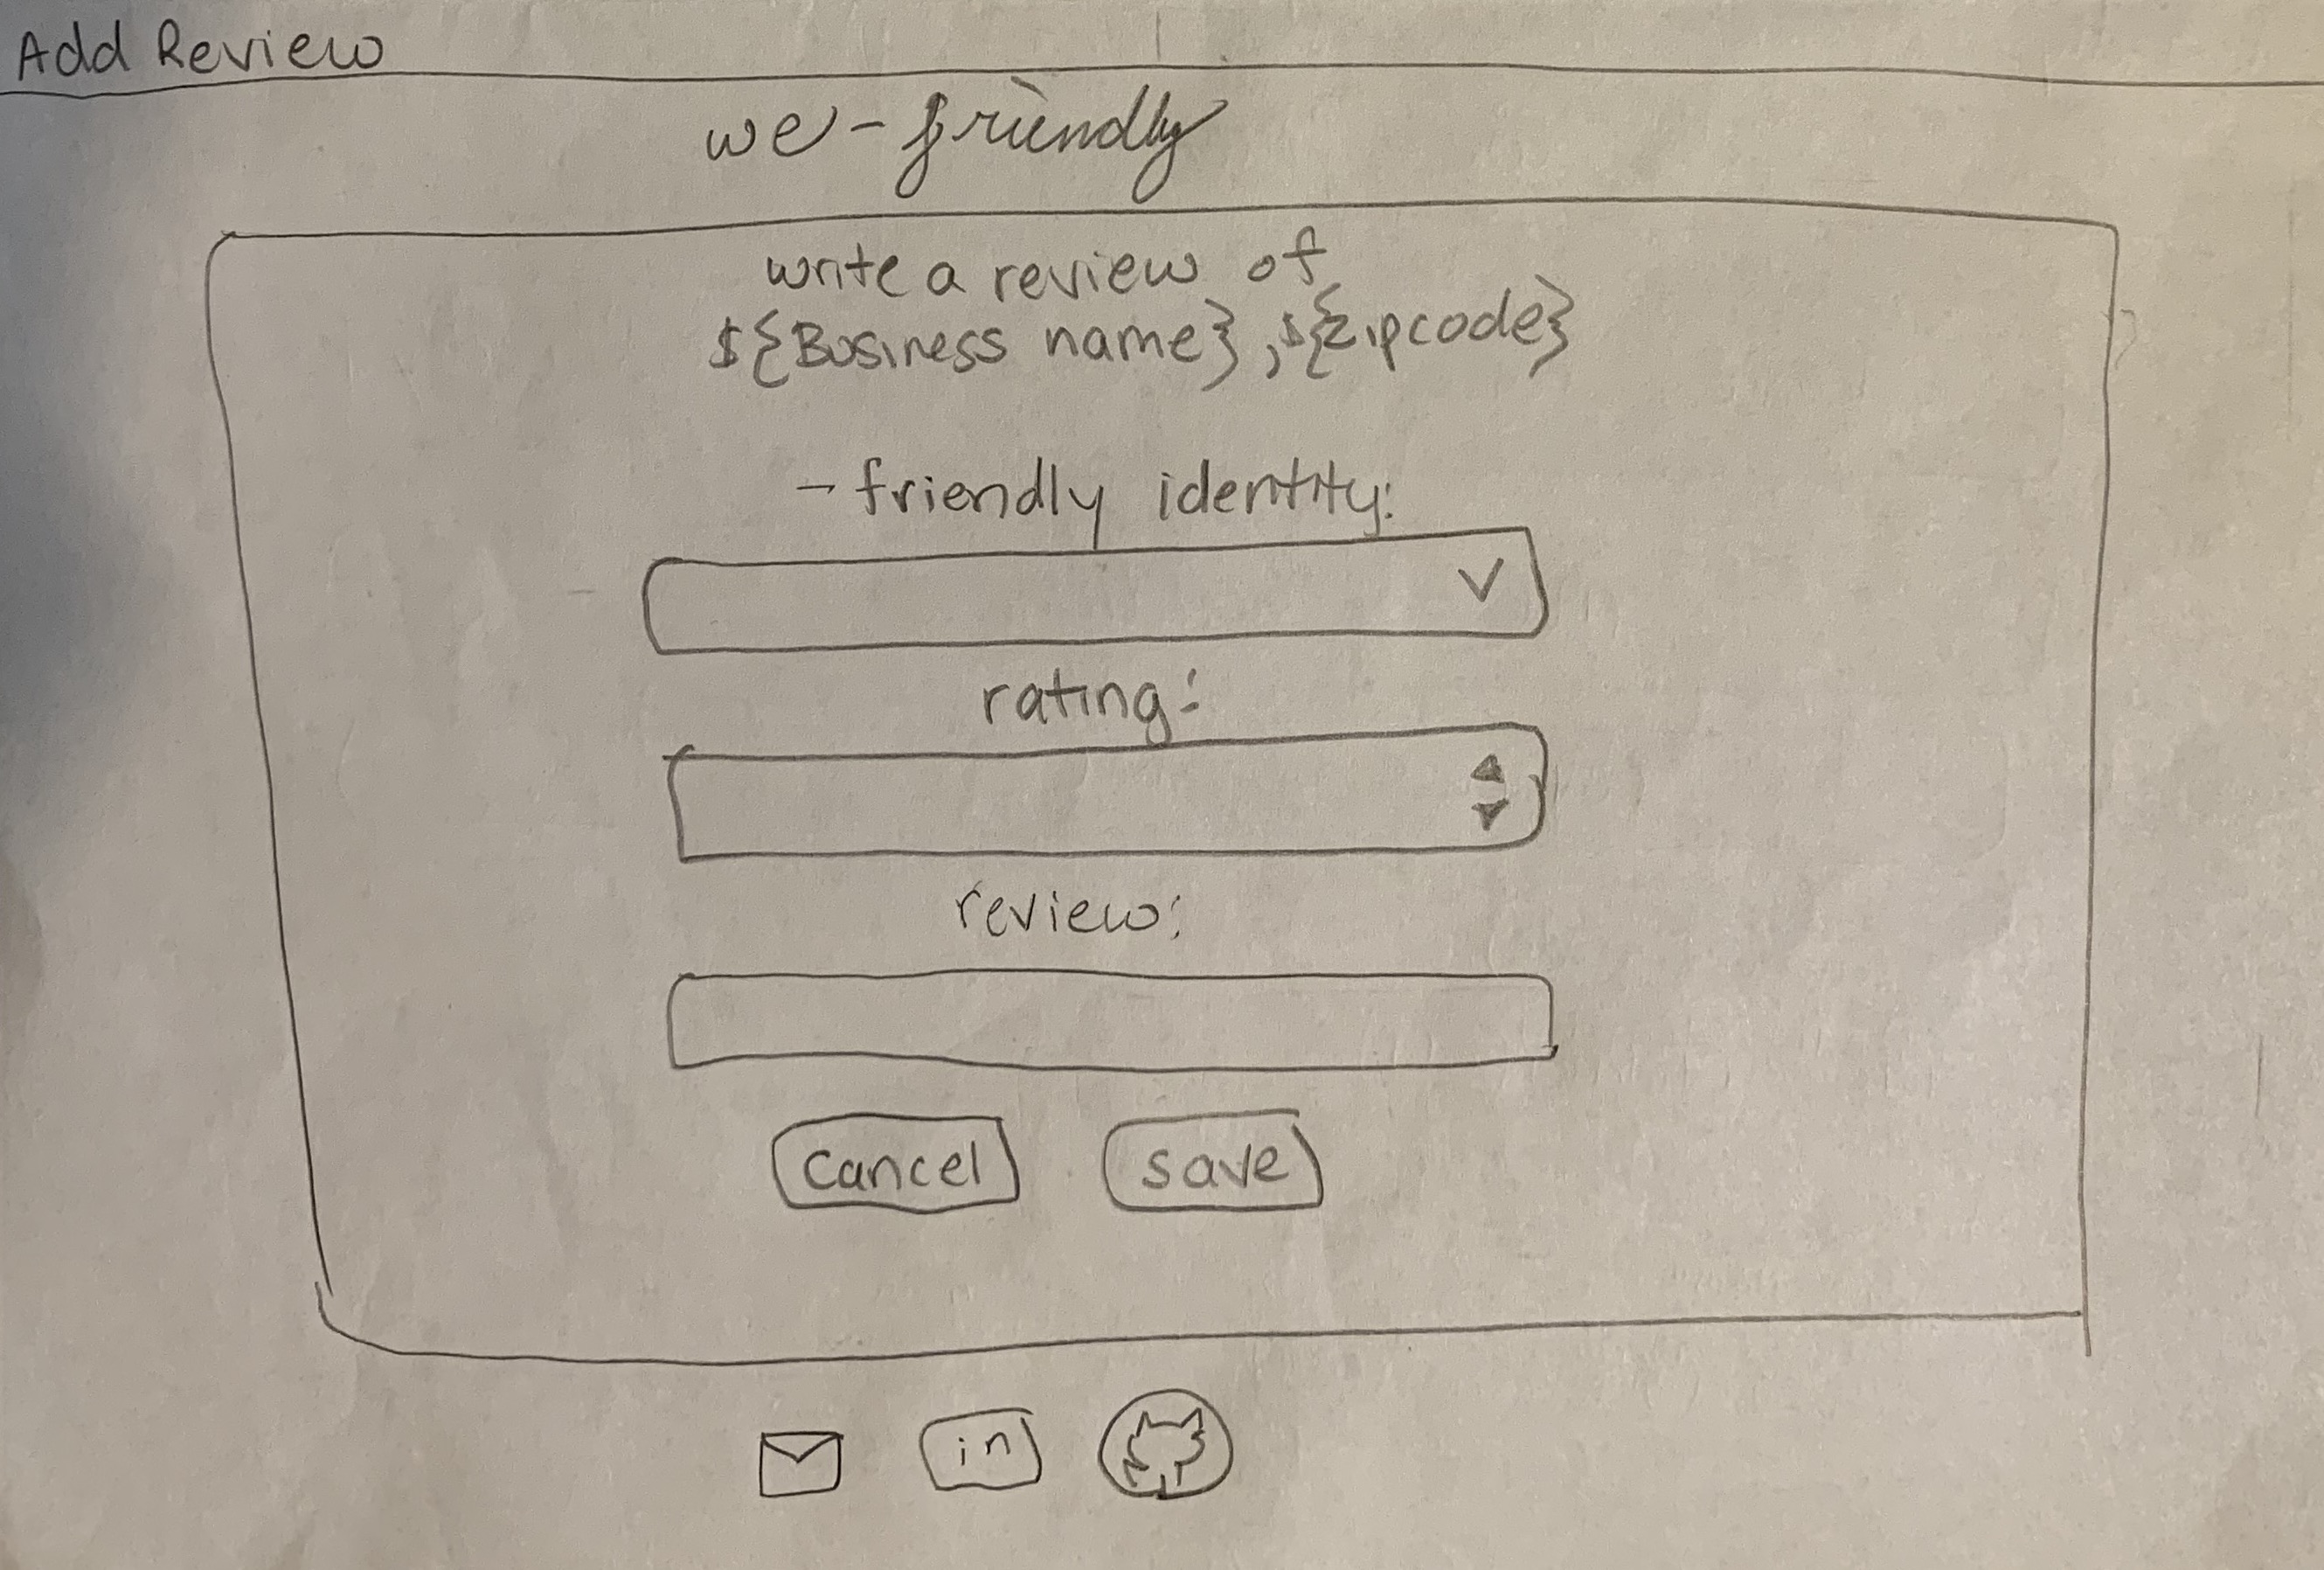 Add Review
we-friendly
write a review of
${Business name}, ${zipcode}
-friendly identity:
rating:
review:
cancel save
in